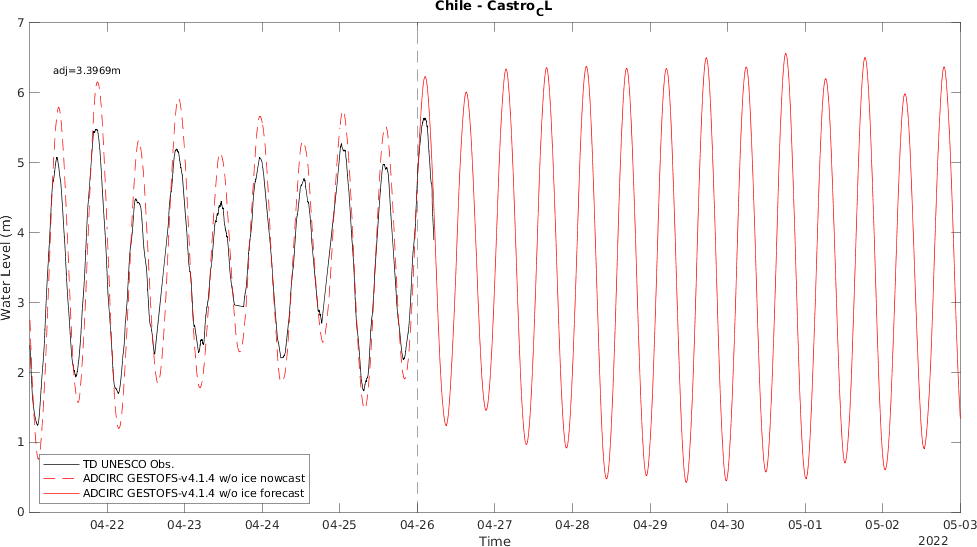 Chile - Castro_CL
7
adj=3.3969m
6
5
4
3
2
1
0
Water Level (m)
TD UNESCO Obs.
ADCIRC GESTOFS-v4.1.4 w/o ice nowcast
ADCIRC GESTOFS-v4.1.4 w/o ice forecast
04-22 04-23 04-24 04-25 04-26 04-27 04-28 04-29 04-30 05-01 05-02 05-03
Time
2022